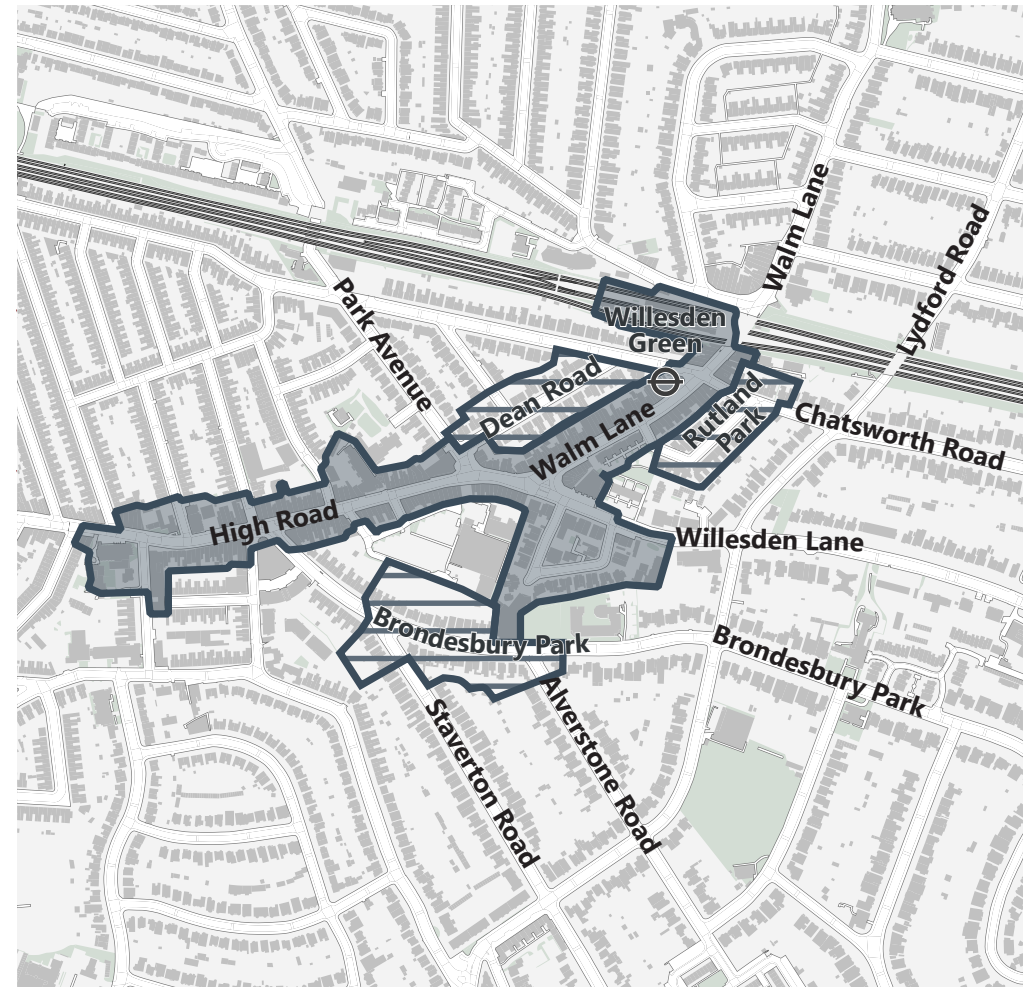 Walm Lane
Lydford Road
Park Avenue
Willesden
Green
Dean Road
Walm Lane
Rutland
Park
Chatsworth Road
High Road
Willesden Lane
Brondesbury Park
Brondesbury Park
Staverton Road
Alverstone Road